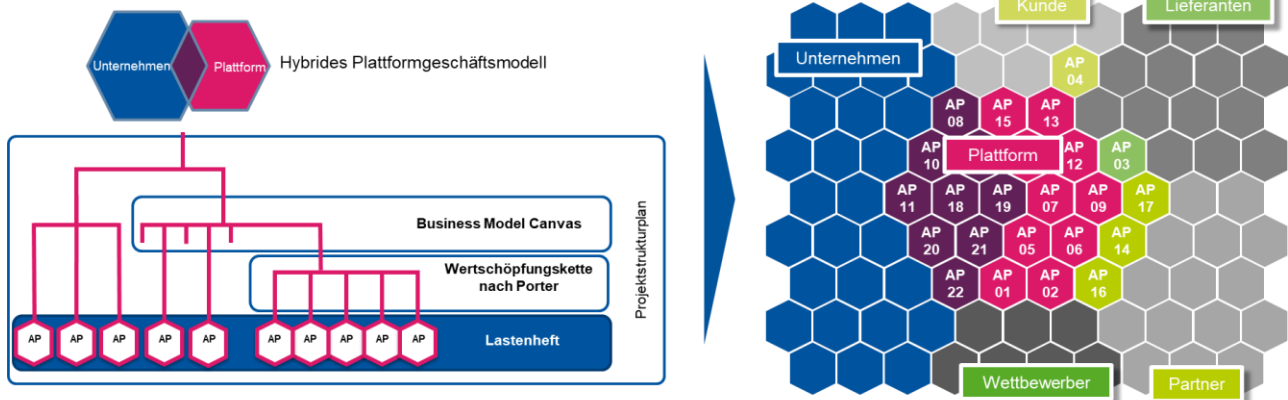 Unternehmen
Plattform
Hybrides Plattformgeschäftsmodell
Business Model Canvas
Wertschöpfungskette
nach Porter
Projektstrukturplan
AP
AP
AP
AP
AP
AP
AP
AP
AP
AP
Lastenheft
Kunde
Lieferanten
Unternehmen
AP
04
AP
08
AP
15
AP
13
AP
10
Plattform
AP
12
AP
03
AP
11
AP
18
AP
19
AP
07
AP
09
AP
17
AP
20
AP
21
AP
05
AP
06
AP
14
AP
22
AP
01
AP
02
AP
16
Wettbewerber
Partner